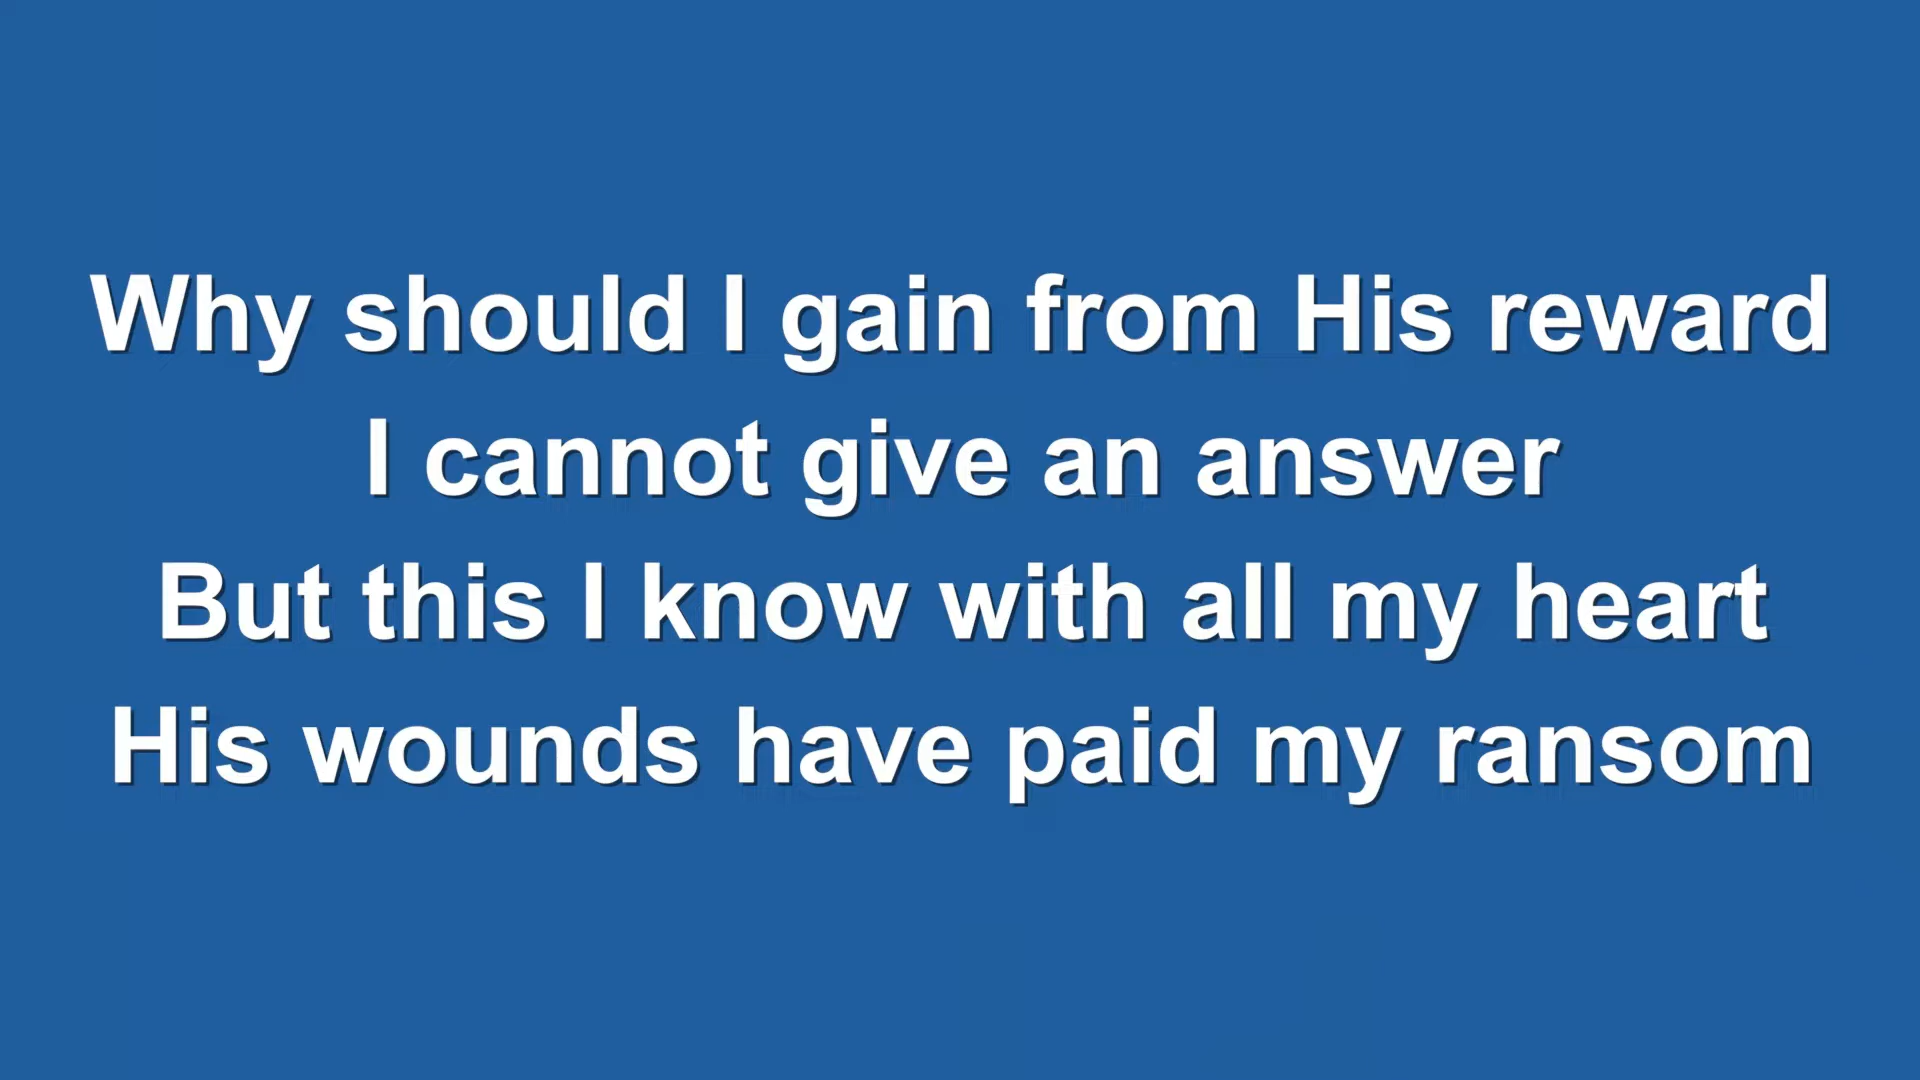 Why should I gain from His reward
I cannot give an answer
But this I know with all my heart
His wounds have paid my ransom